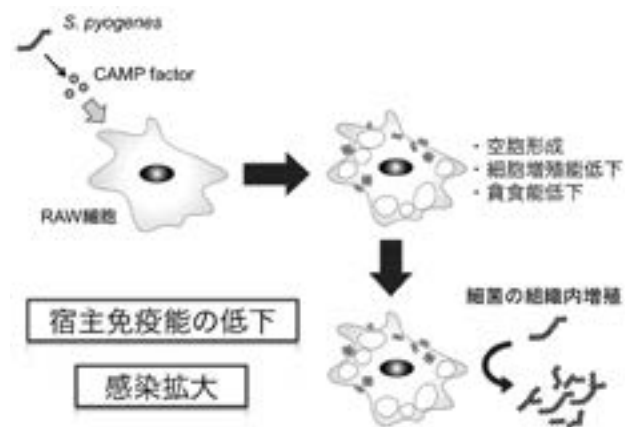 S. pyogenes
CAMP factor
RAW細胞
・空胞形成
・細胞増殖能低下
・貪食能低下
細菌の組織内増殖
宿主免疫能の低下
感染拡大